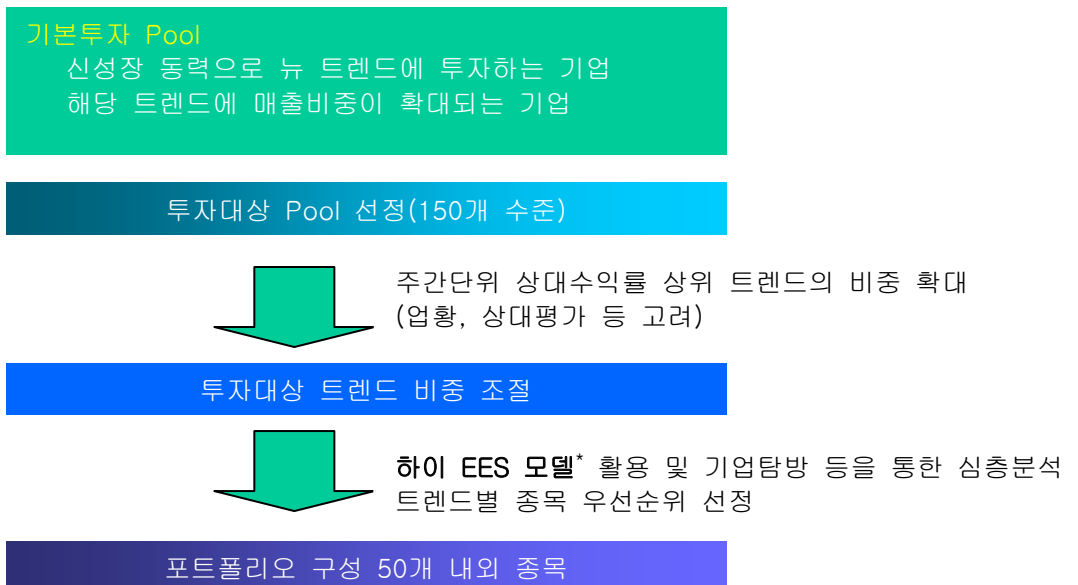 기본투자 Pool
신성장 동력으로 뉴 트렌드에 투자하는 기업
해당 트렌드에 매출비중이 확대되는 기업
투자대상 Pool 선정(150개 수준)
주간단위 상대수익률 상위 트렌드의 비중 확대
(업황, 상대평가 등 고려)
투자대상 트렌드 비중 조절
하이 EES 모델* 활용 및 기업탐방 등을 통한 심층분석
트렌드별 종목 우선순위 선정
포트폴리오 구성 50개 내외 종목